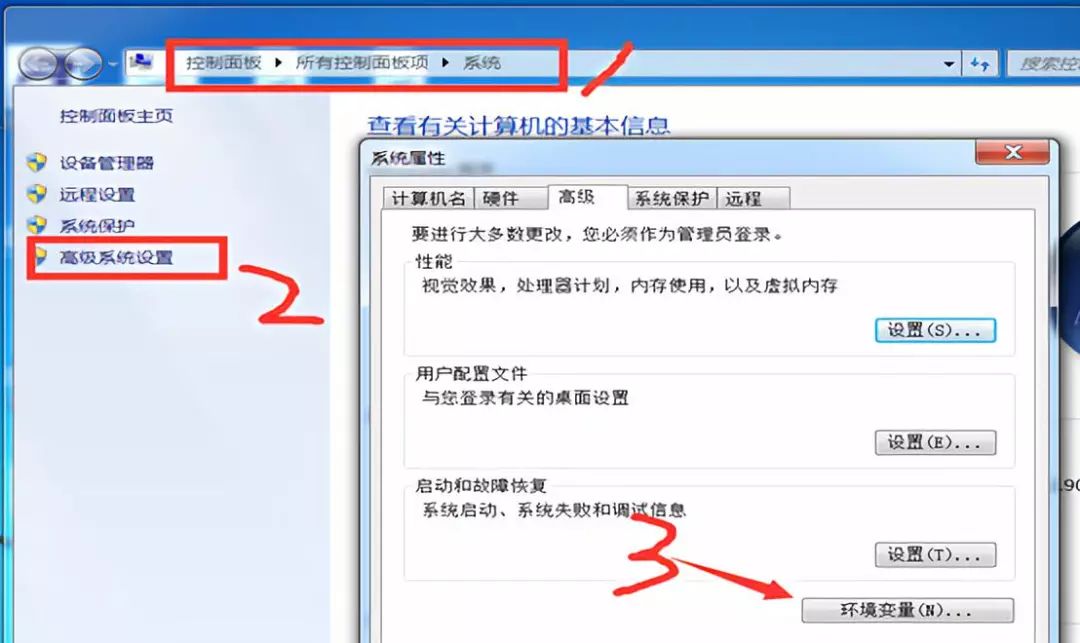 控制面板 ▶ 所有控制面板项 ▶ 系统
搜索控
1
控制面板主页
查看有关计算机的基本信息
设备管理器
远程设置
系统保护
高级系统设置
2
系统属性
计算机名 硬件 高级 系统保护 远程
要进行大多数更改，您必须作为管理员登录。
性能
视觉效果，处理器计划，内存使用，以及虚拟内存
设置(S)...
用户配置文件
与您登录有关的桌面设置
设置(E)...
启动和故障恢复
系统启动、系统失败和调试信息
设置(T)...
3
环境变量(N)...